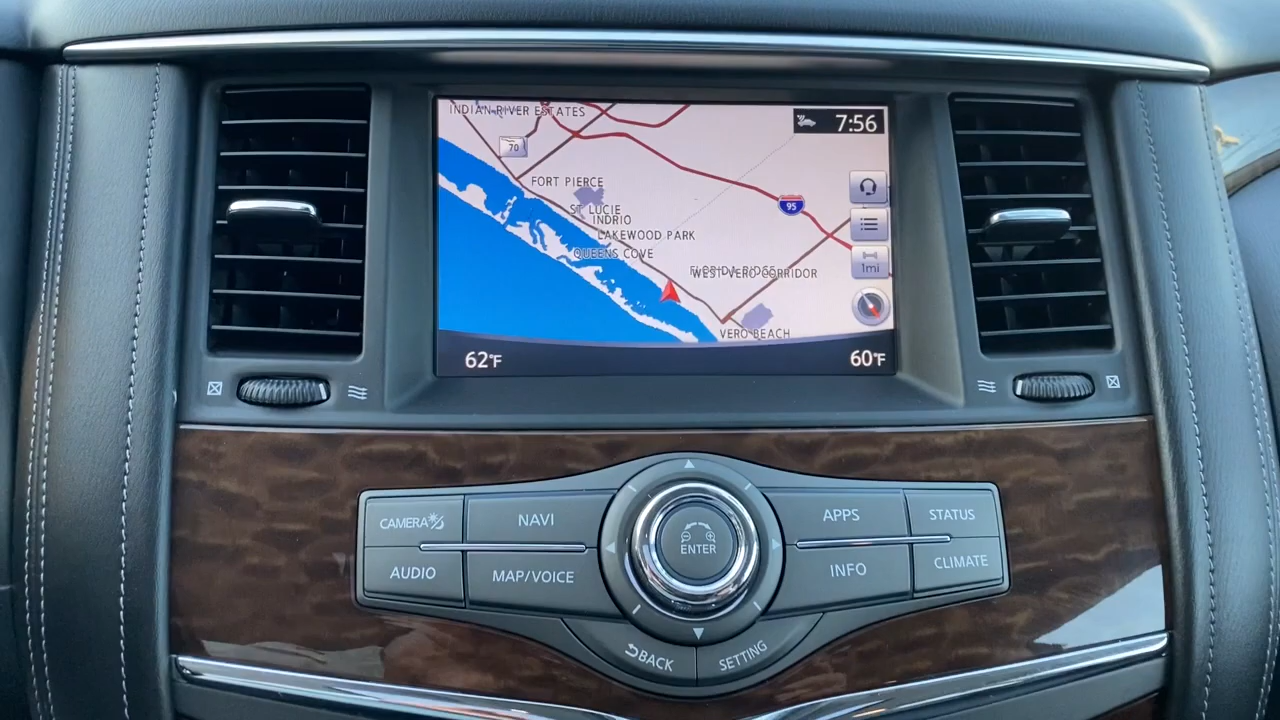 INDIAN RIVER ESTATES
7:56
70
FORT PIERCE
95
ST LUCIE
INDRIO
LAKEWOOD PARK
QUEENS COVE
1mi
WEST VERO CORRIDOR
VERO BEACH
62°F
60°F
CAMERA
NAVI
APPS
STATUS
ENTER
AUDIO
MAP/VOICE
INFO
CLIMATE
BACK
SETTING